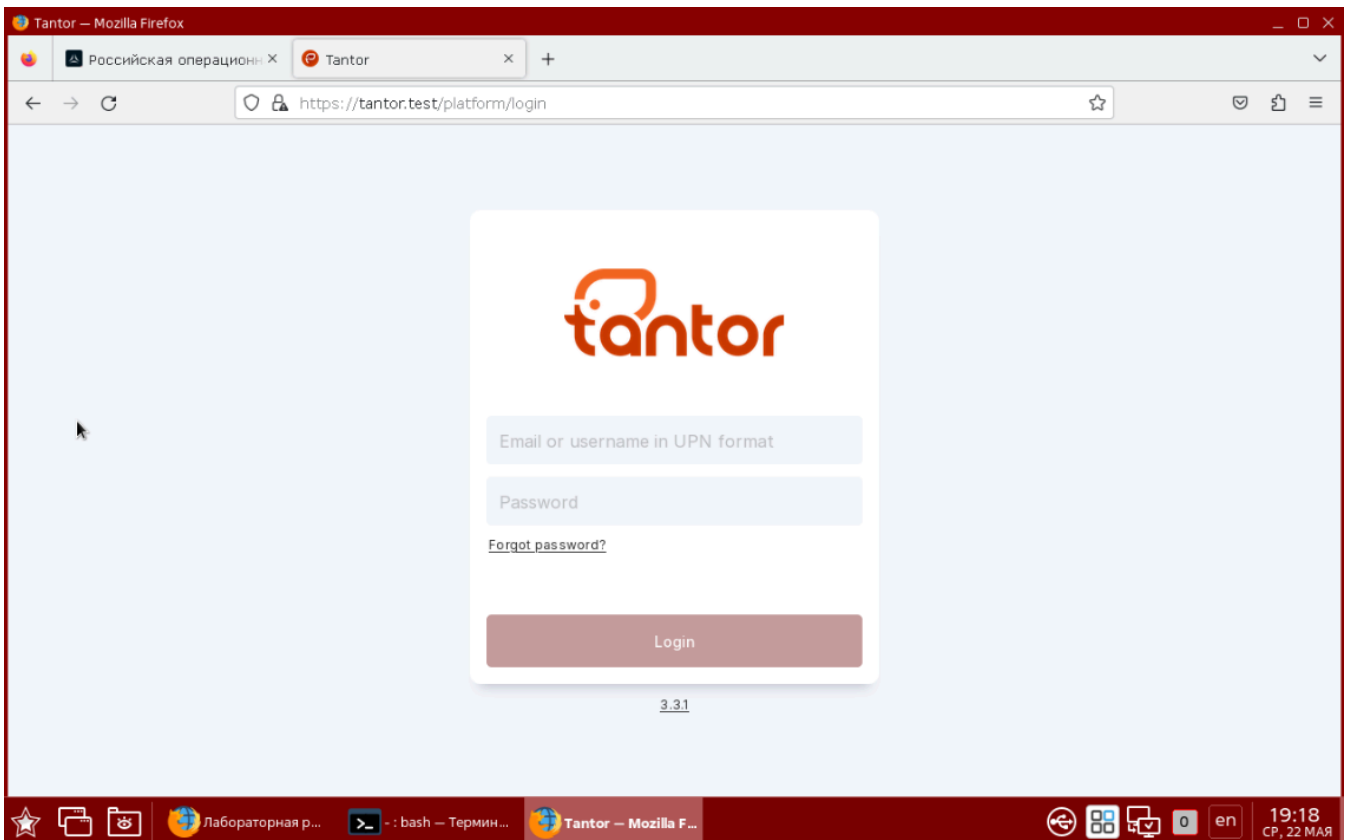 Tantor — Mozilla Firefox
Российская операционн
Tantor
https://tantor.test/platform/login
tantor
Email or username in UPN format
Password
Forgot password?
Login
3.3.1
Лабораторная р...
- : bash — Термин...
Tantor — Mozilla F...
0
en
19:18
СР, 22 МАЯ